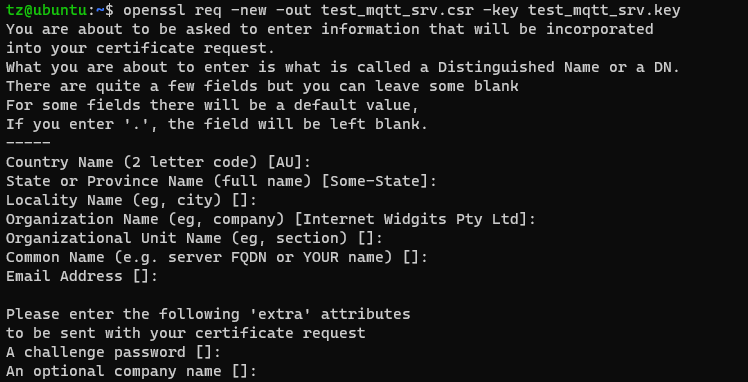 tz@ubuntu:~$ openssl req -new -out test_mqtt_srv.csr -key test_mqtt_srv.key
You are about to be asked to enter information that will be incorporated
into your certificate request.
What you are about to enter is what is called a Distinguished Name or a DN.
There are quite a few fields but you can leave some blank
For some fields there will be a default value,
If you enter '.', the field will be left blank.
-----
Country Name (2 letter code) [AU]:
State or Province Name (full name) [Some-State]:
Locality Name (eg, city) []:
Organization Name (eg, company) [Internet Widgits Pty Ltd]:
Organizational Unit Name (eg, section) []:
Common Name (e.g. server FQDN or YOUR name) []:
Email Address []:

Please enter the following 'extra' attributes
to be sent with your certificate request
A challenge password []:
An optional company name []: